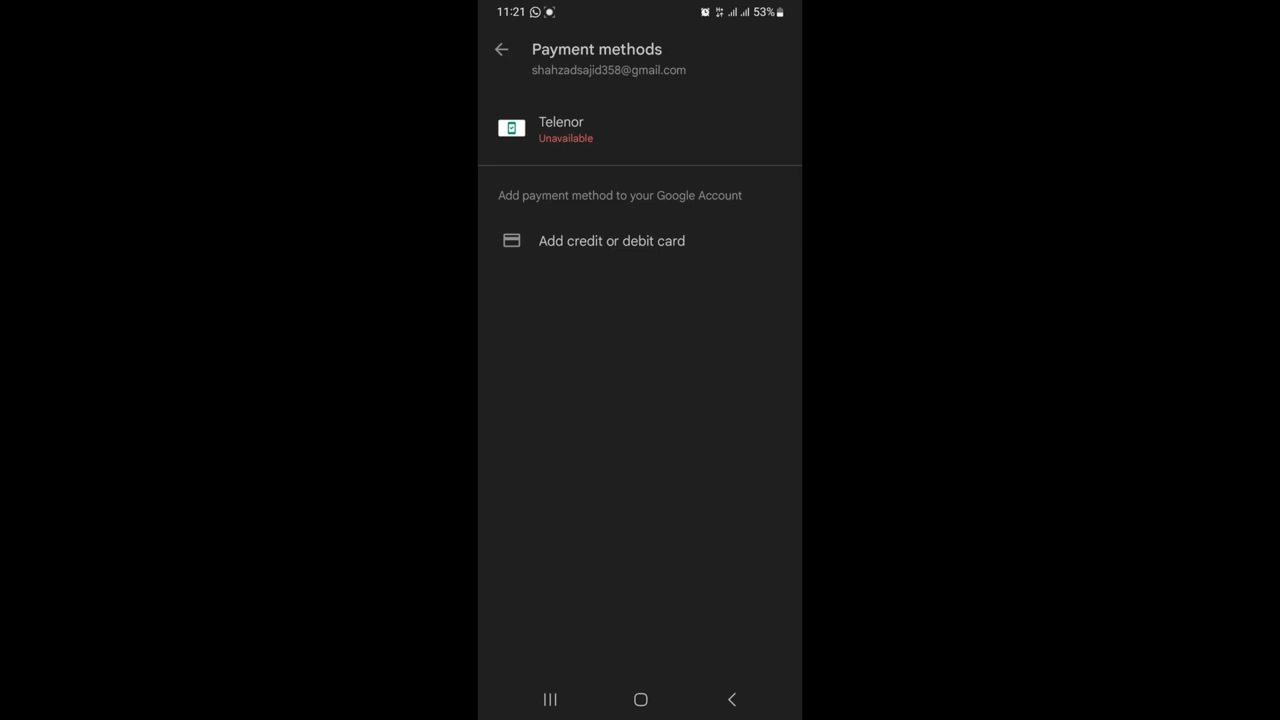 11:21 53%
Payment methods
shahzadsajid358@gmail.com
Telenor
Unavailable
Add payment method to your Google Account
Add credit or debit card